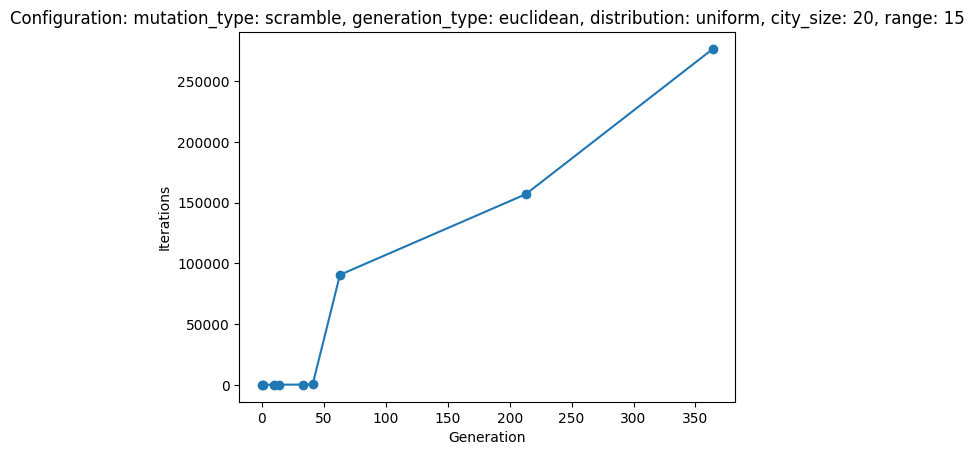 Configuration: mutation_type: scramble, generation_type: euclidean, distribution: uniform, city_size: 20, range: 15
250000
200000
150000
100000
50000
0
Iterations
0 50 100 150 200 250 300 350
Generation